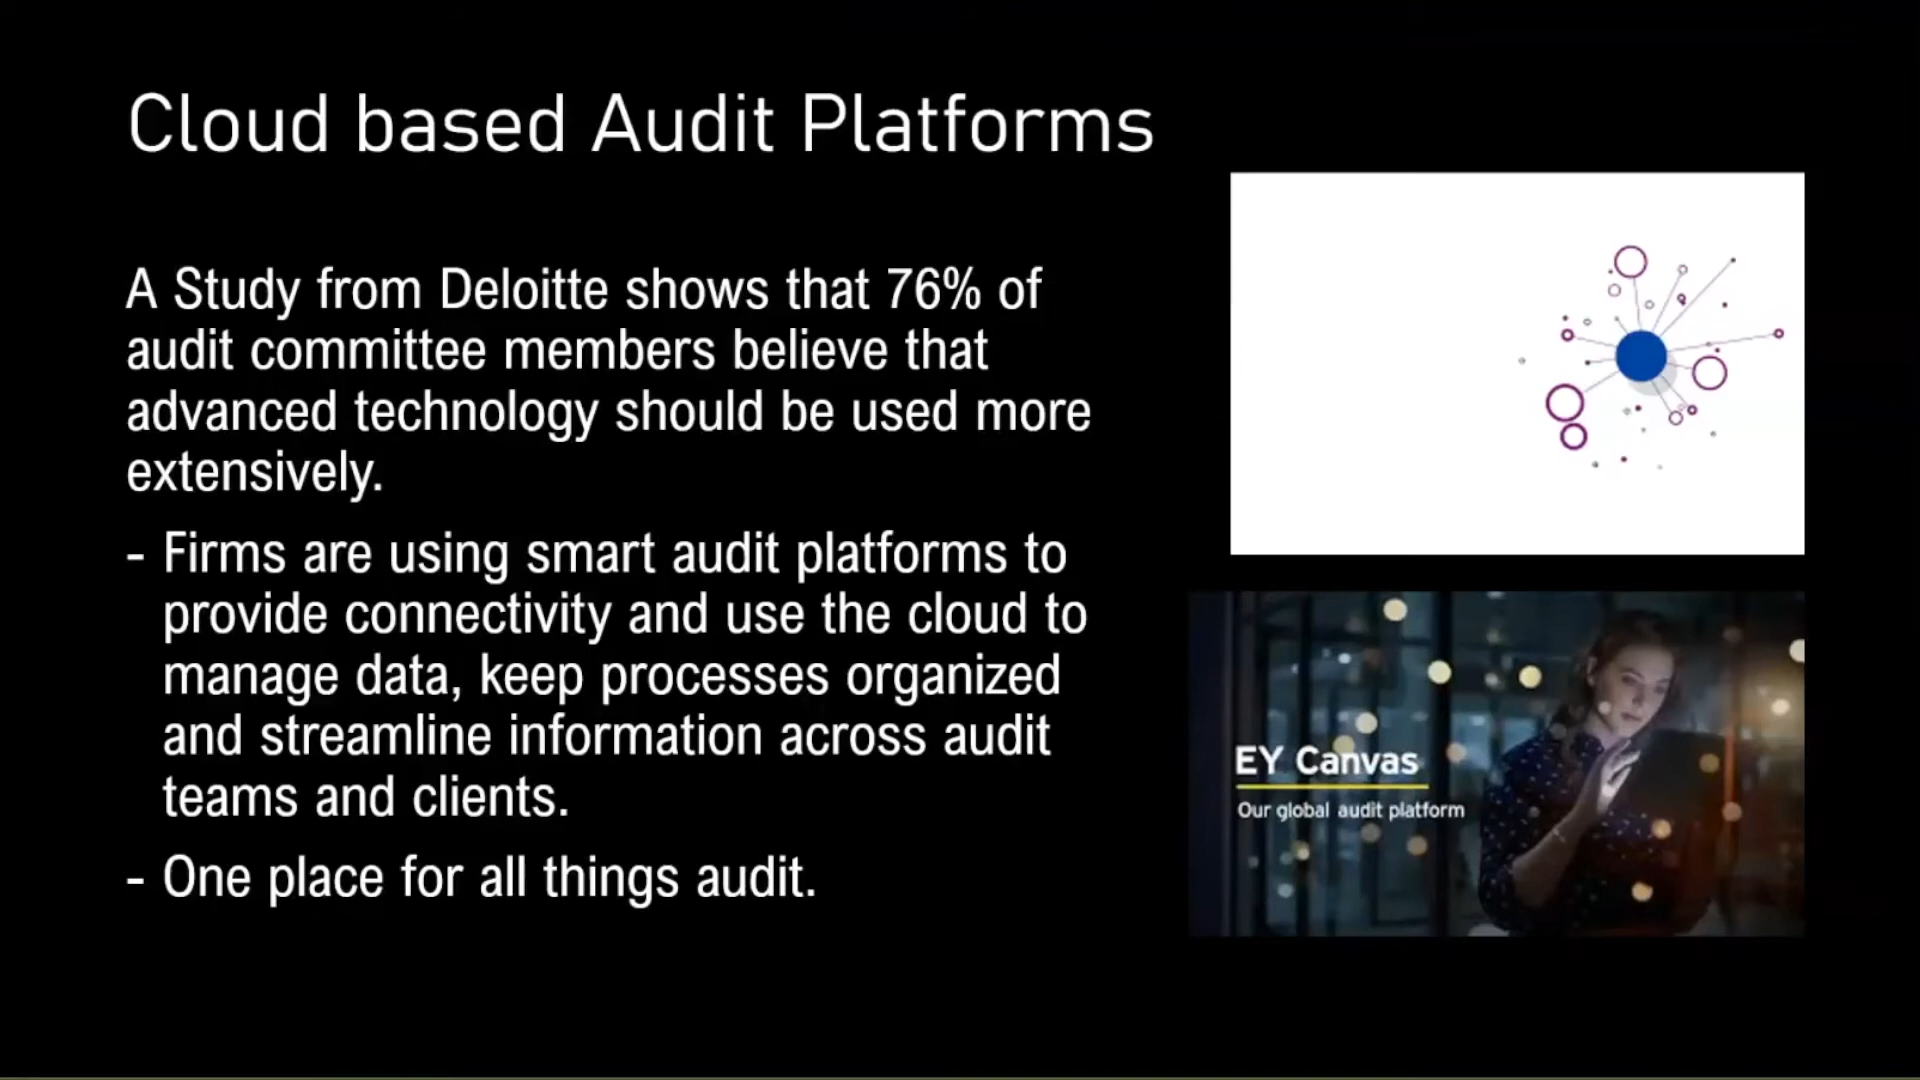 Cloud based Audit Platforms
A Study from Deloitte shows that 76% of
audit committee members believe that
advanced technology should be used more
extensively.
- Firms are using smart audit platforms to
provide connectivity and use the cloud to
manage data, keep processes organized
and streamline information across audit
teams and clients.
- One place for all things audit.
EY Canvas
Our global audit platform